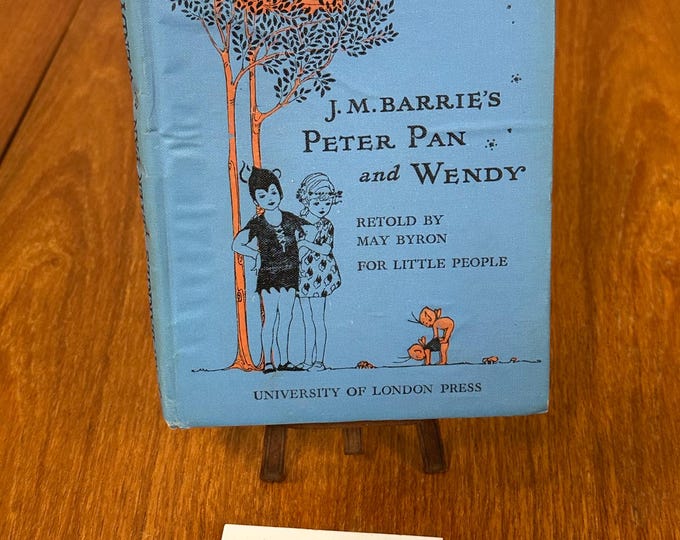 J. M. BARRIE'S
PETER PAN
and WENDY
RETOLD BY
MAY BYRON
FOR LITTLE PEOPLE
UNIVERSITY OF LONDON PRESS